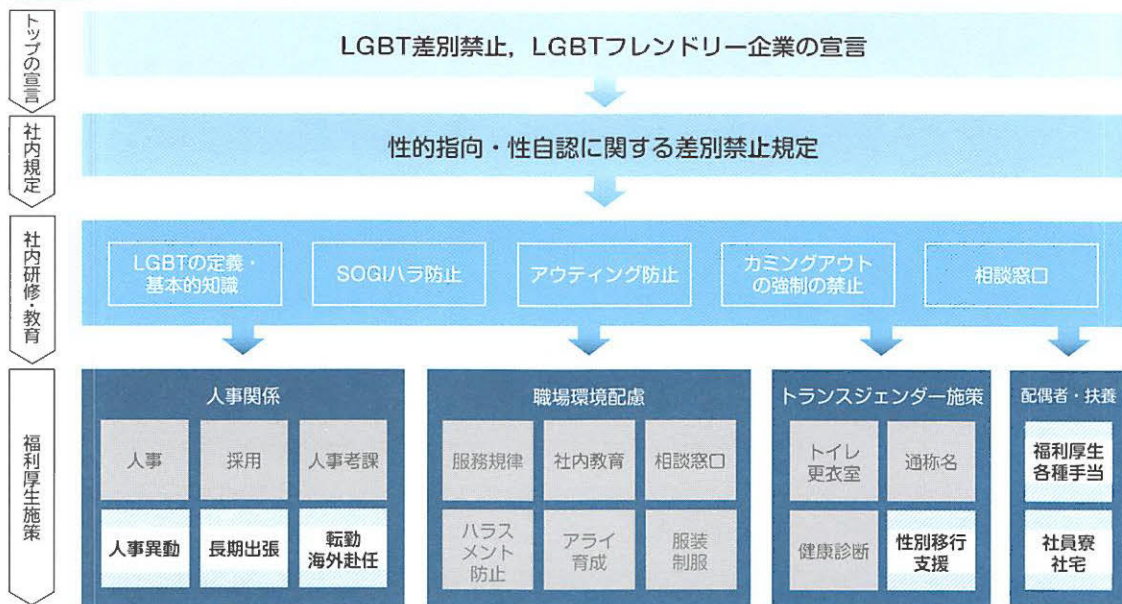 トップの宣言
LGBT差別禁止，LGBTフレンドリー企業の宣言
社内規定
性的指向・性自認に関する差別禁止規定
社内研修・教育
LGBTの定義・
基本的知識
SOGIハラ防止
アウティング防止
カミングアウト
の強制の禁止
相談窓口
福利厚生施策
人事関係
人事
採用
人事考課
人事異動
長期出張
転勤
海外赴任
職場環境配慮
服務規律
社内教育
相談窓口
ハラス
メント
防止
アライ
育成
服装
制服
トランスジェンダー施策
トイレ
更衣室
通称名
健康診断
性別移行
支援
配偶者・扶養
福利厚生
各種手当
社員寮
社宅